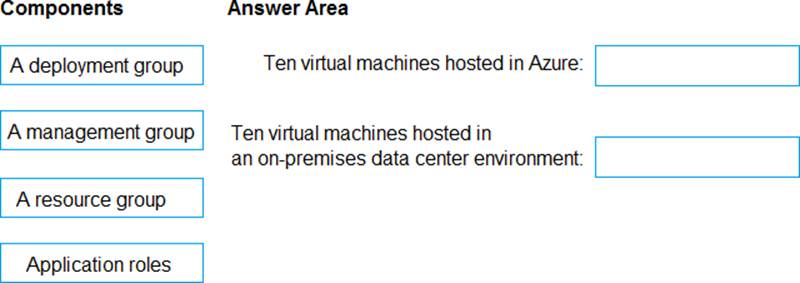 Components
Answer Area
A deployment group
Ten virtual machines hosted in Azure:
A management group
Ten virtual machines hosted in
an on-premises data center environment:
A resource group
Application roles